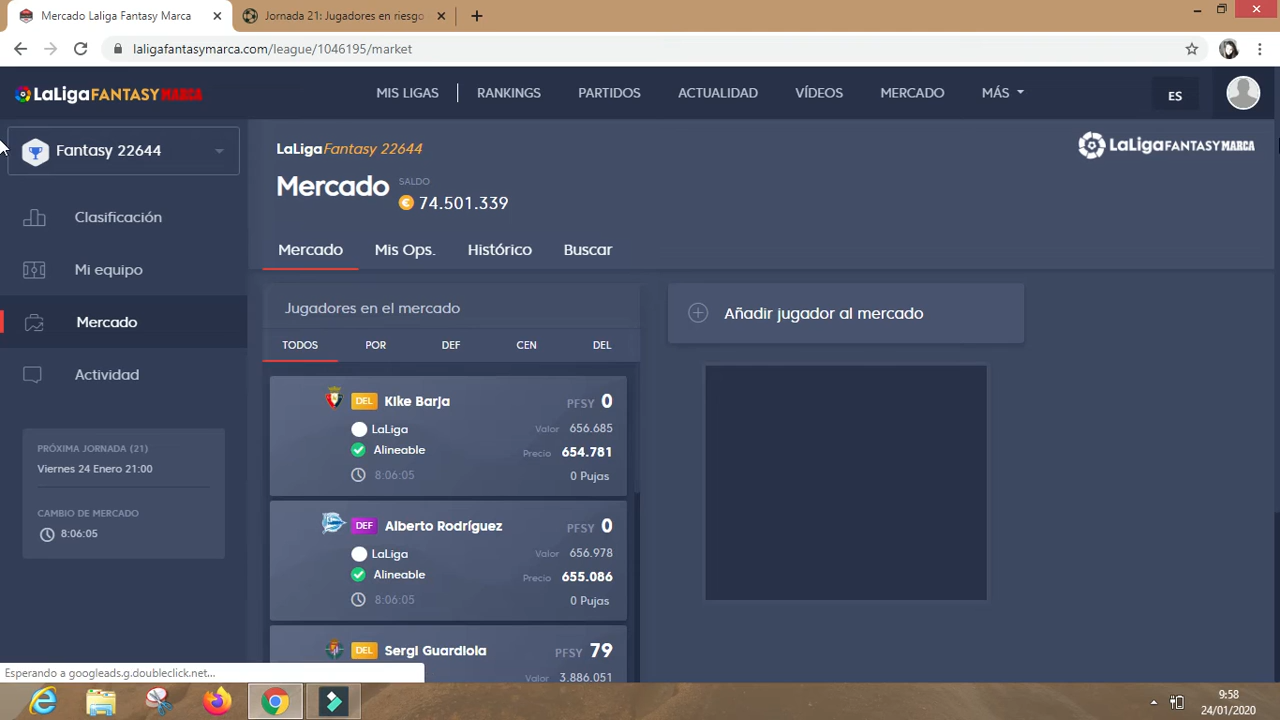 Mercado Laliga Fantasy Marca
Jornada 21: Jugadores en riesgo
laligafantasymarca.com/league/1046195/market
LaLigaFANTASY MARCA
MIS LIGAS
RANKINGS
PARTIDOS
ACTUALIDAD
VÍDEOS
MERCADO
MÁS
ES
Fantasy 22644
LaLigaFantasy 22644
LaLigaFANTASYMARCA
Mercado
SALDO
74.501.339
Clasificación
Mi equipo
Mercado
Actividad
PRÓXIMA JORNADA (21)
Viernes 24 Enero 21:00
CAMBIO DE MERCADO
8:06:05
Mercado
Mis Ops.
Histórico
Buscar
Jugadores en el mercado
Añadir jugador al mercado
TODOS
POR
DEF
CEN
DEL
DEL Kike Barja PFSY 0
LaLiga Valor 656.685
Alineable Precio 654.781
8:06:05 0 Pujas
DEF Alberto Rodríguez PFSY 0
LaLiga Valor 656.978
Alineable Precio 655.086
8:06:05 0 Pujas
DEL Sergi Guardiola PFSY 79
3.886.051
Esperando a googleads.g.doubleclick.net...
9:58
24/01/2020